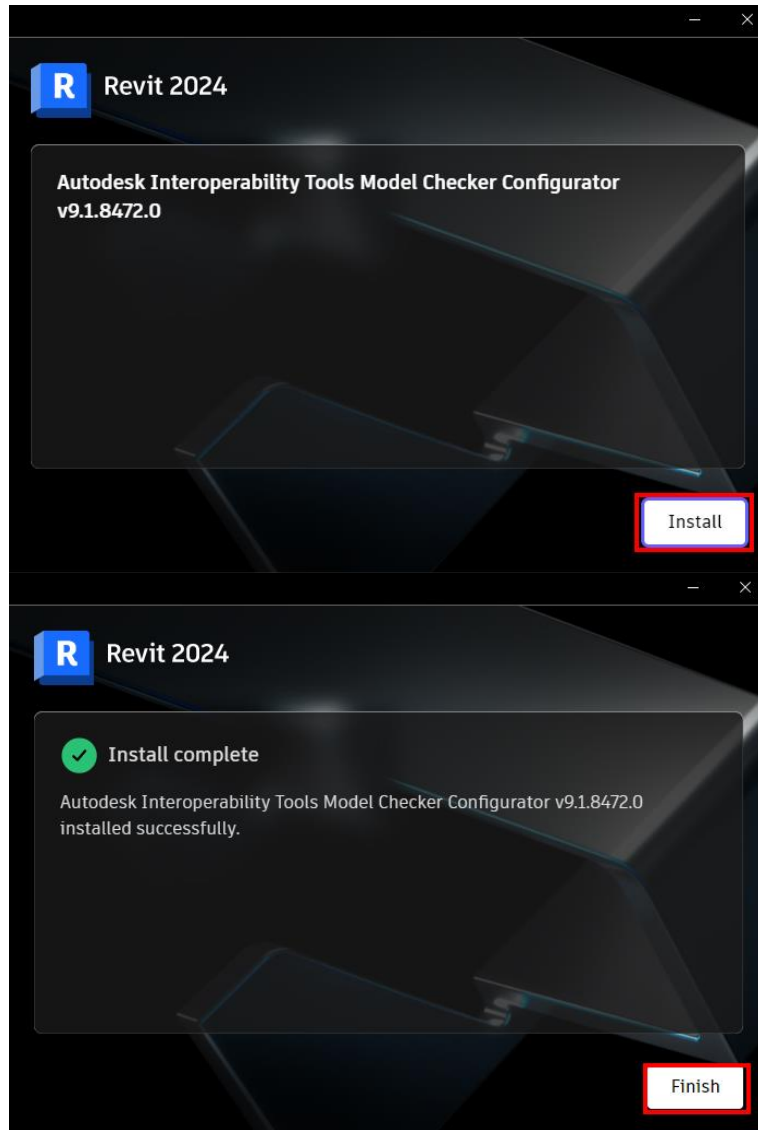 R Revit 2024
Autodesk Interoperability Tools Model Checker Configurator
v9.1.8472.0
Install
R Revit 2024
Install complete
Autodesk Interoperability Tools Model Checker Configurator v9.1.8472.0
installed successfully.
Finish